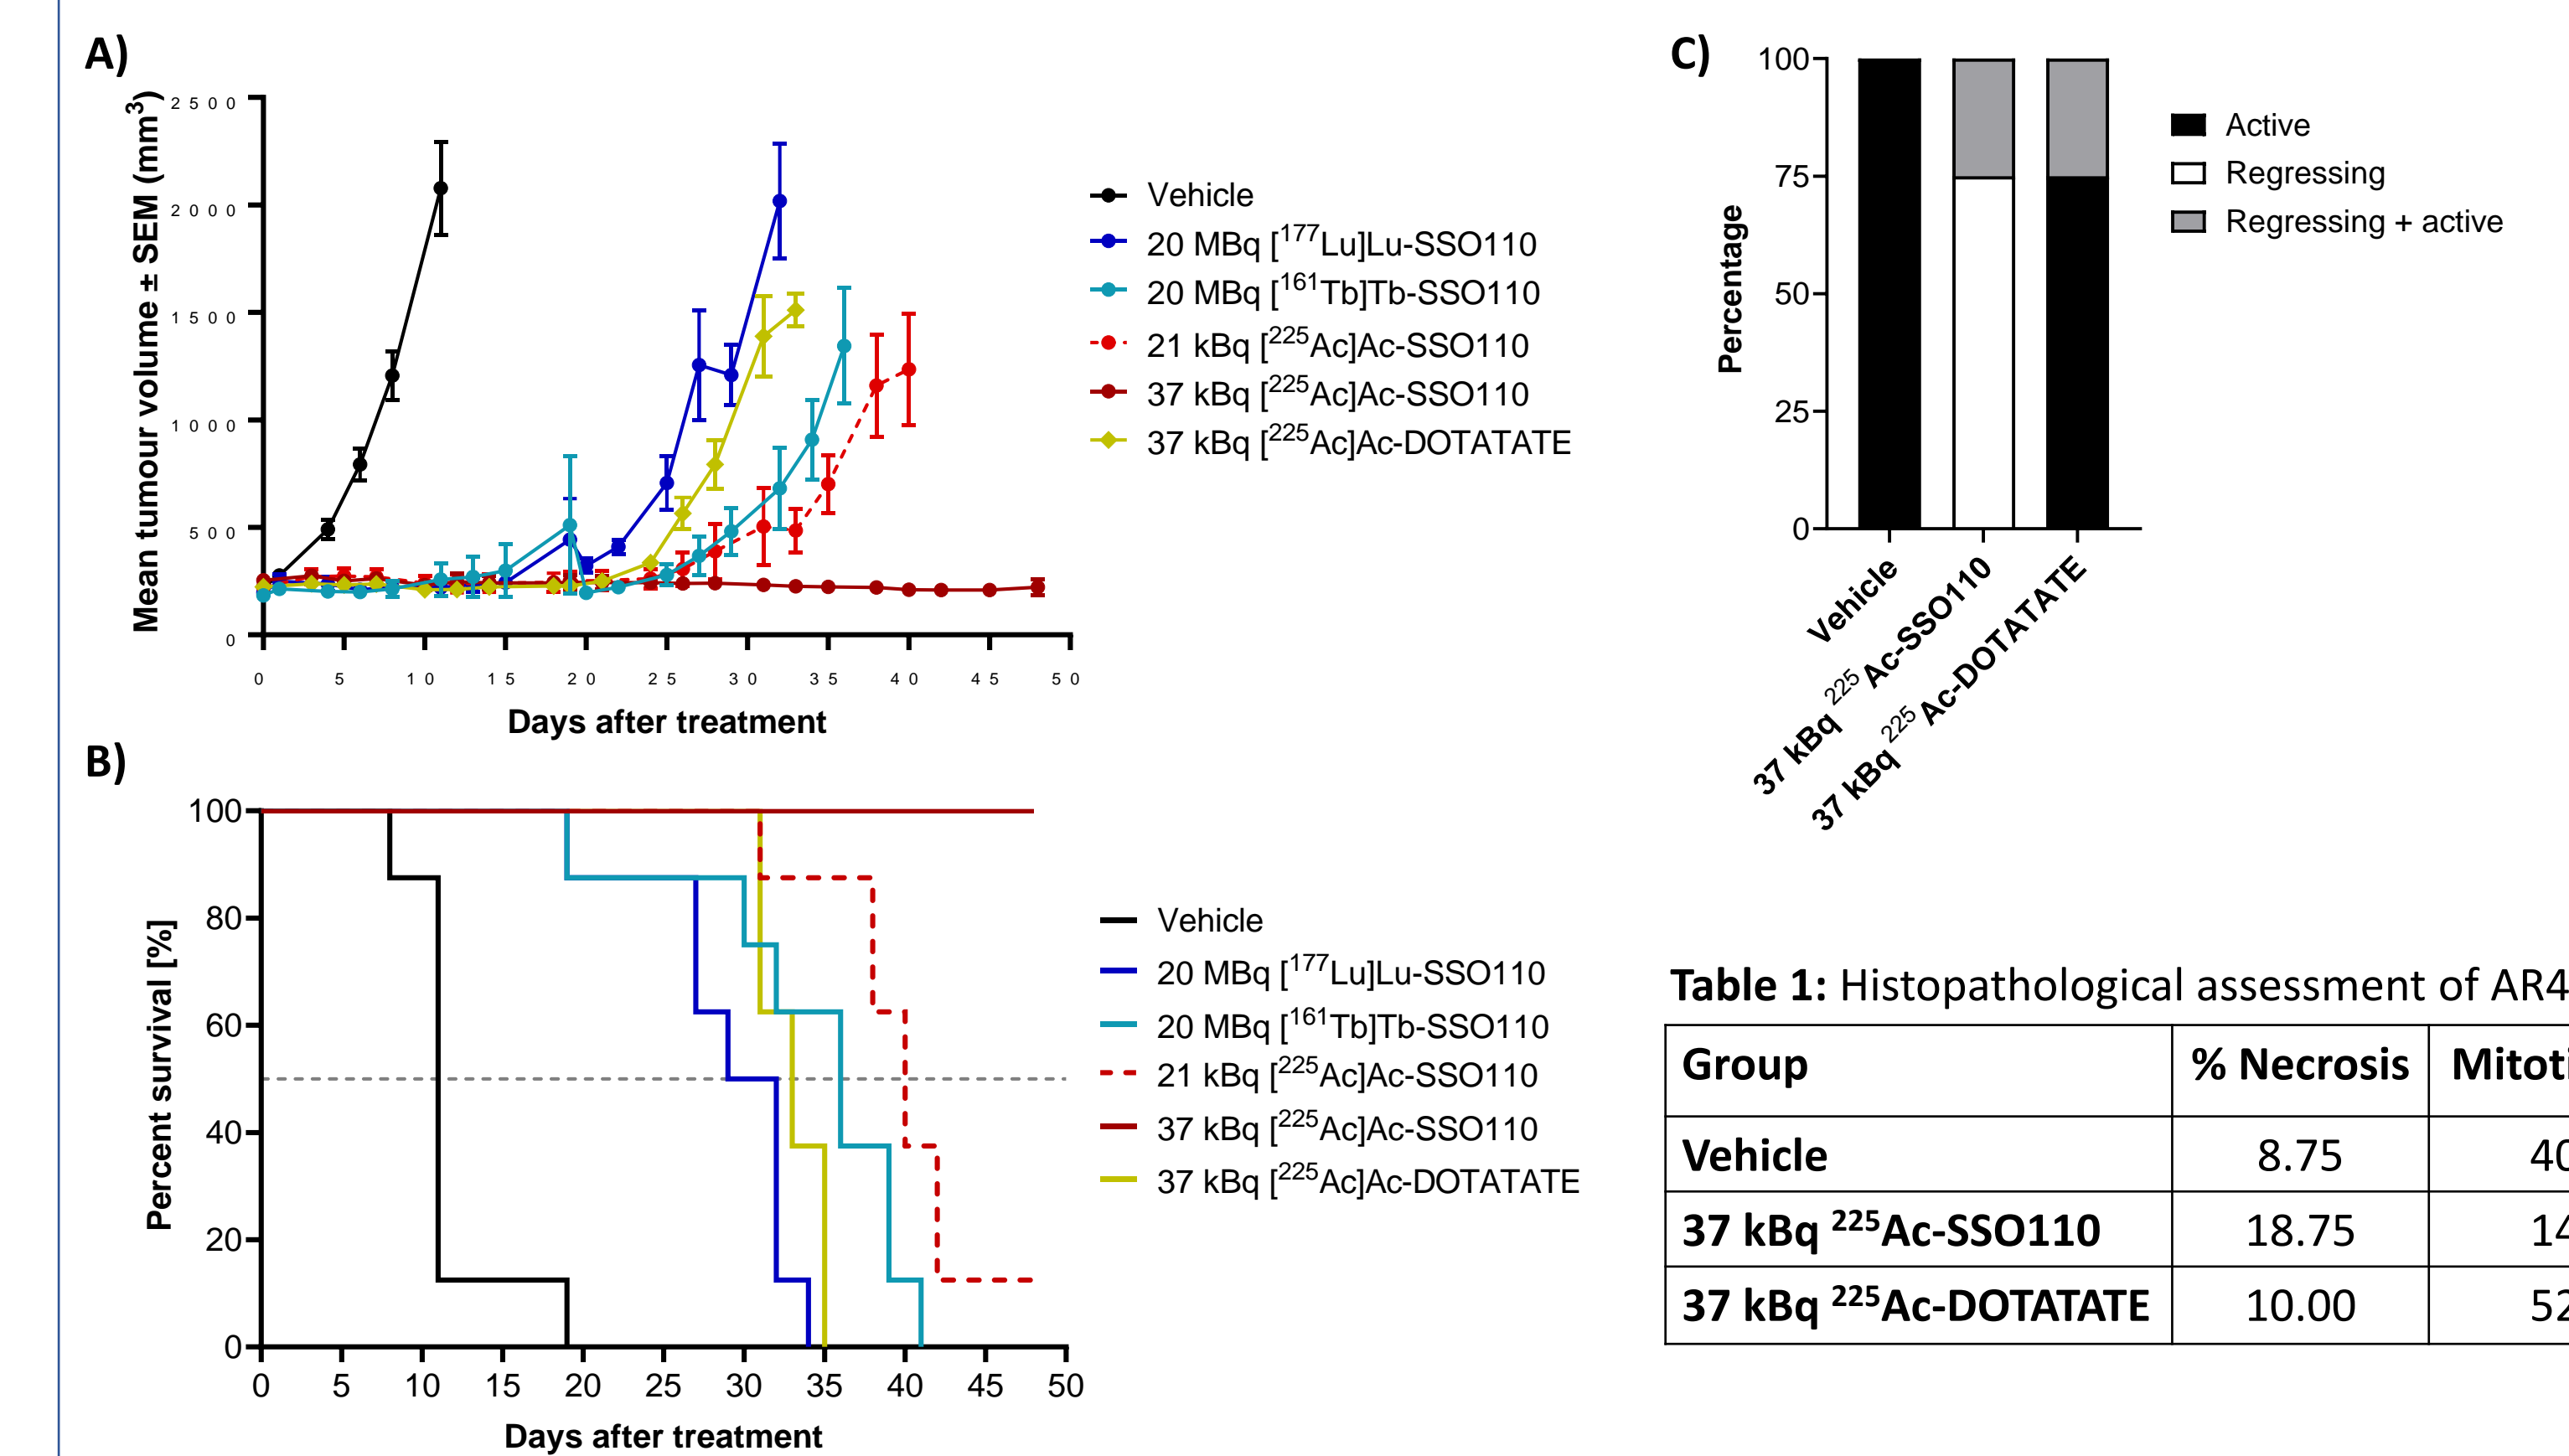 A)
Mean tumour volume ± SEM (mm³)
2500
2000
1500
1000
500
0
0 5 10 15 20 25 30 35 40 45 50
Days after treatment
Vehicle
20 MBq [¹⁷⁷Lu]Lu-SSO110
20 MBq [¹⁶¹Tb]Tb-SSO110
21 kBq [²²⁵Ac]Ac-SSO110
37 kBq [²²⁵Ac]Ac-SSO110
37 kBq [²²⁵Ac]Ac-DOTATATE
B)
Percent survival [%]
100
80
60
40
20
0
0 5 10 15 20 25 30 35 40 45 50
Days after treatment
Vehicle
20 MBq [¹⁷⁷Lu]Lu-SSO110
20 MBq [¹⁶¹Tb]Tb-SSO110
21 kBq [²²⁵Ac]Ac-SSO110
37 kBq [²²⁵Ac]Ac-SSO110
37 kBq [²²⁵Ac]Ac-DOTATATE
C)
Percentage
100
75
50
25
0
Vehicle
37 kBq ²²⁵Ac-SSO110
37 kBq ²²⁵Ac-DOTATATE
Active
Regressing
Regressing + active
Table 1: Histopathological assessment of AR4
Group % Necrosis Mitoti
Vehicle 8.75 40
37 kBq ²²⁵Ac-SSO110 18.75 14
37 kBq ²²⁵Ac-DOTATATE 10.00 52